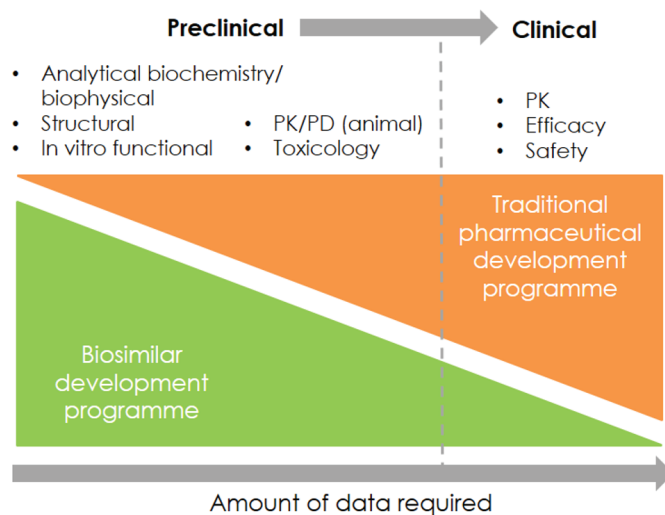 Preclinical
Clinical
• Analytical biochemistry/
biophysical
• Structural
• In vitro functional
• PK/PD (animal)
• Toxicology
• PK
• Efficacy
• Safety
Traditional
pharmaceutical
development
programme
Biosimilar
development
programme
Amount of data required